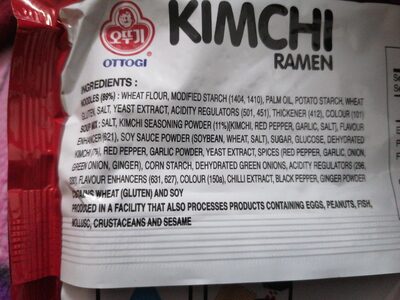 오뚜기
OTTOGI
KIMCHI
RAMEN
INGREDIENTS :
NOODLES (89%) : WHEAT FLOUR, MODIFIED STARCH (1404, 1410), PALM OIL, POTATO STARCH, WHEAT
GLUTEN, SALT, YEAST EXTRACT, ACIDITY REGULATORS (501, 451), THICKENER (412), COLOUR (101)
SOUP MIX : SALT, KIMCHI SEASONING POWDER (11%)(KIMCHI, RED PEPPER, GARLIC, SALT), FLAVOUR
ENHANCER (621), SOY SAUCE POWDER (SOYBEAN, WHEAT, SALT), SUGAR, GLUCOSE, DEHYDRATED
KIMCHI (7%), RED PEPPER, GARLIC POWDER, YEAST EXTRACT, SPICES (RED PEPPER, GARLIC, ONION,
GREEN ONION, GINGER), CORN STARCH, DEHYDRATED GREEN ONIONS, ACIDITY REGULATORS (296,
330), FLAVOUR ENHANCERS (631, 627), COLOUR (150a), CHILLI EXTRACT, BLACK PEPPER, GINGER POWDER
CONTAINS WHEAT (GLUTEN) AND SOY
PRODUCED IN A FACILITY THAT ALSO PROCESSES PRODUCTS CONTAINING EGGS, PEANUTS, FISH,
MOLLUSC, CRUSTACEANS AND SESAME